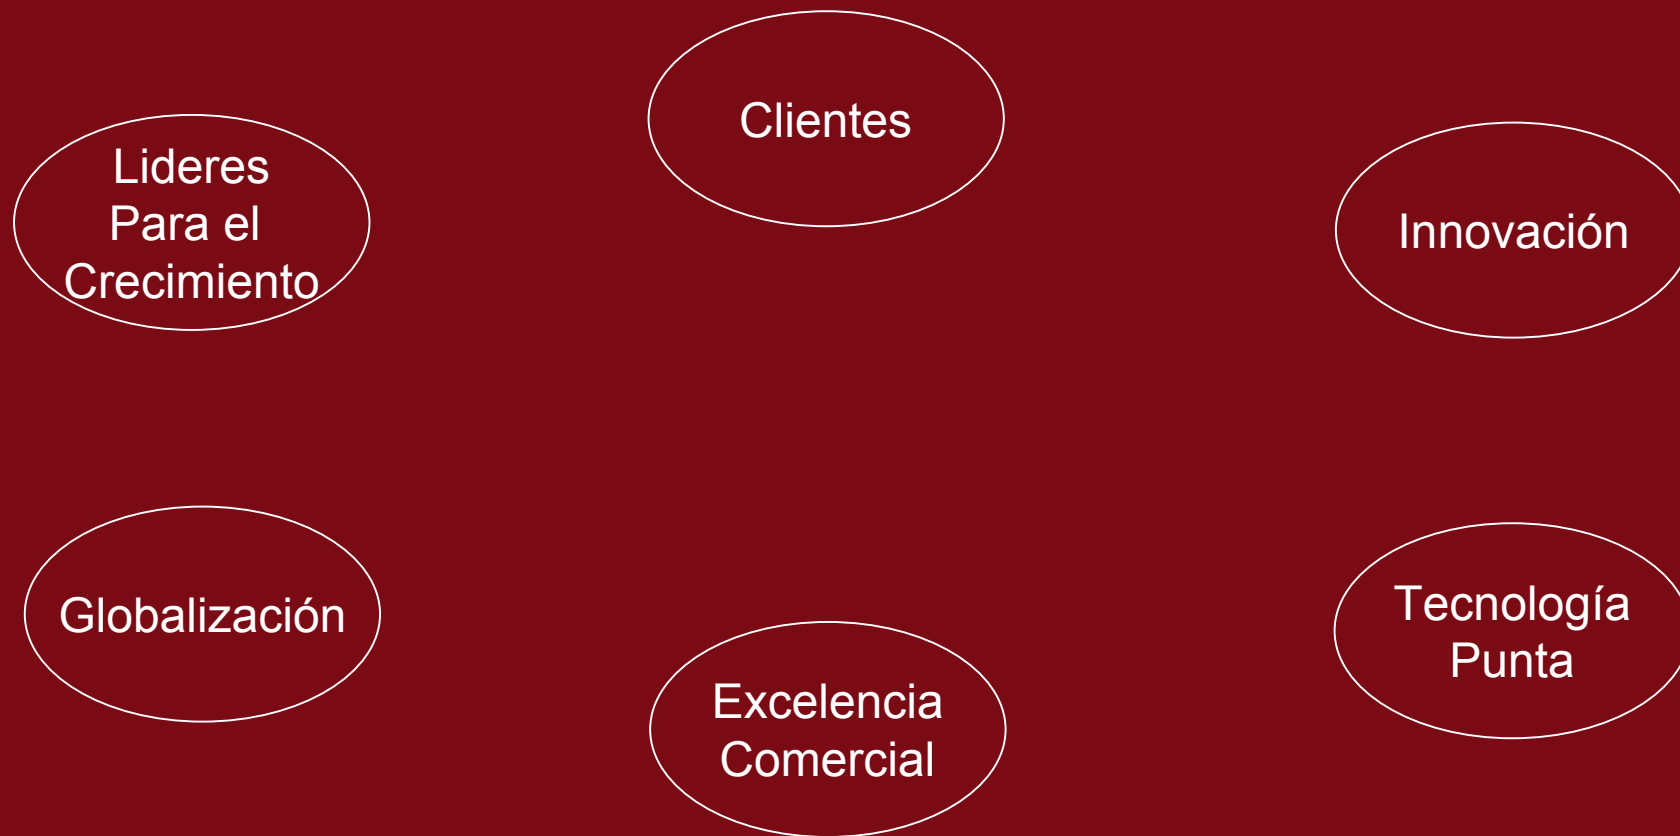 Clientes
Lideres
Para el
Crecimiento
Innovación
Globalización
Tecnología
Punta
Excelencia
Comercial